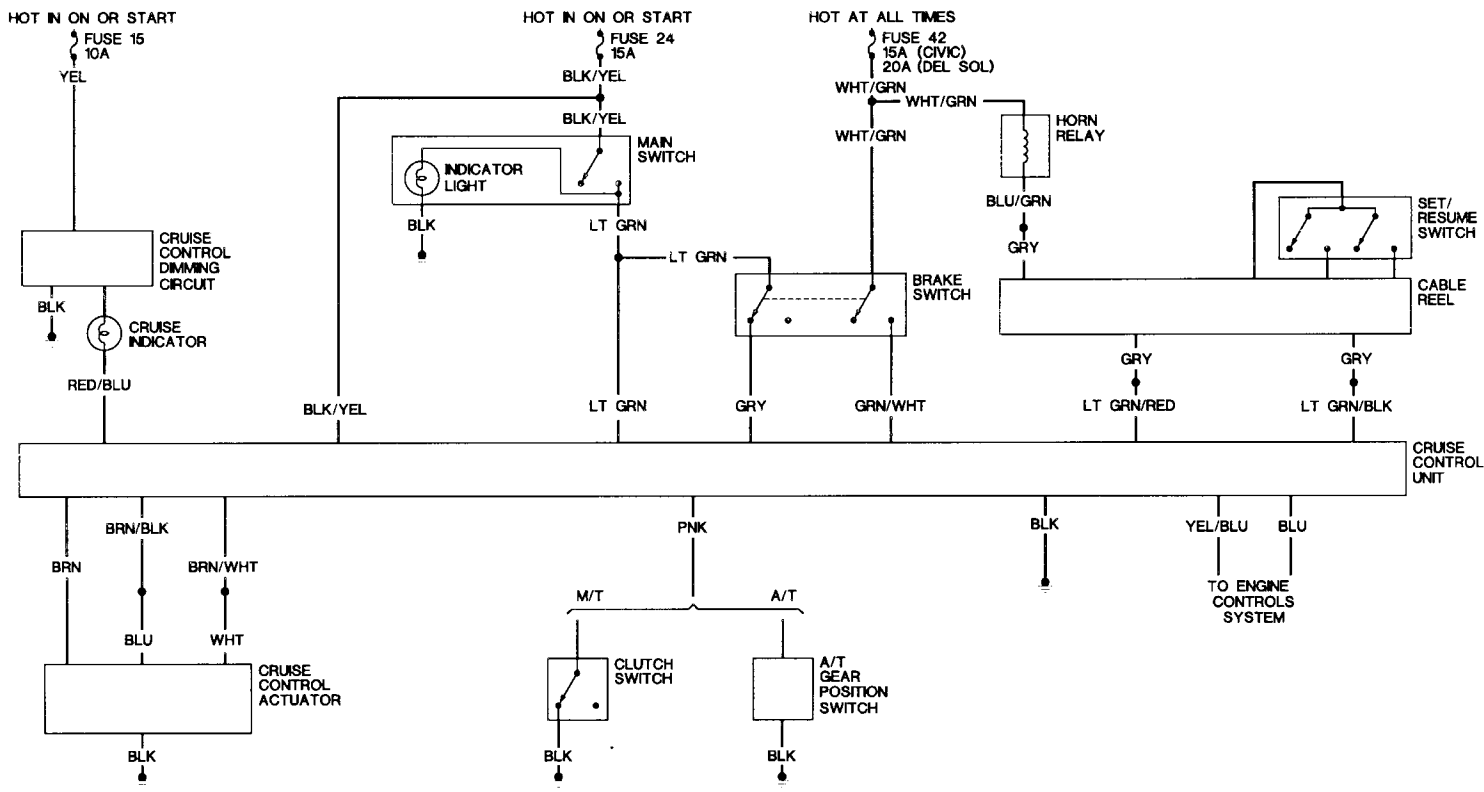 HOT IN ON OR START
FUSE 15
10A
YEL
HOT IN ON OR START
FUSE 24
15A
BLK/YEL
BLK/YEL
HOT AT ALL TIMES
FUSE 42
15A (CIVIC)
20A (DEL SOL)
WHT/GRN
WHT/GRN
WHT/GRN
HORN
RELAY
BLU/GRN
GRY
MAIN
SWITCH
INDICATOR
LIGHT
BLK
LT GRN
LT GRN
SET/
RESUME
SWITCH
CABLE
REEL
BRAKE
SWITCH
CRUISE
CONTROL
DIMMING
CIRCUIT
BLK
CRUISE
INDICATOR
RED/BLU
BLK/YEL
LT GRN
GRY
GRN/WHT
GRY
LT GRN/RED
GRY
LT GRN/BLK
CRUISE
CONTROL
UNIT
BRN
BRN/BLK
BRN/WHT
BLU
WHT
CRUISE
CONTROL
ACTUATOR
BLK
PNK
M/T
A/T
CLUTCH
SWITCH
BLK
A/T
GEAR
POSITION
SWITCH
BLK
BLK
YEL/BLU
BLU
TO ENGINE
CONTROLS
SYSTEM